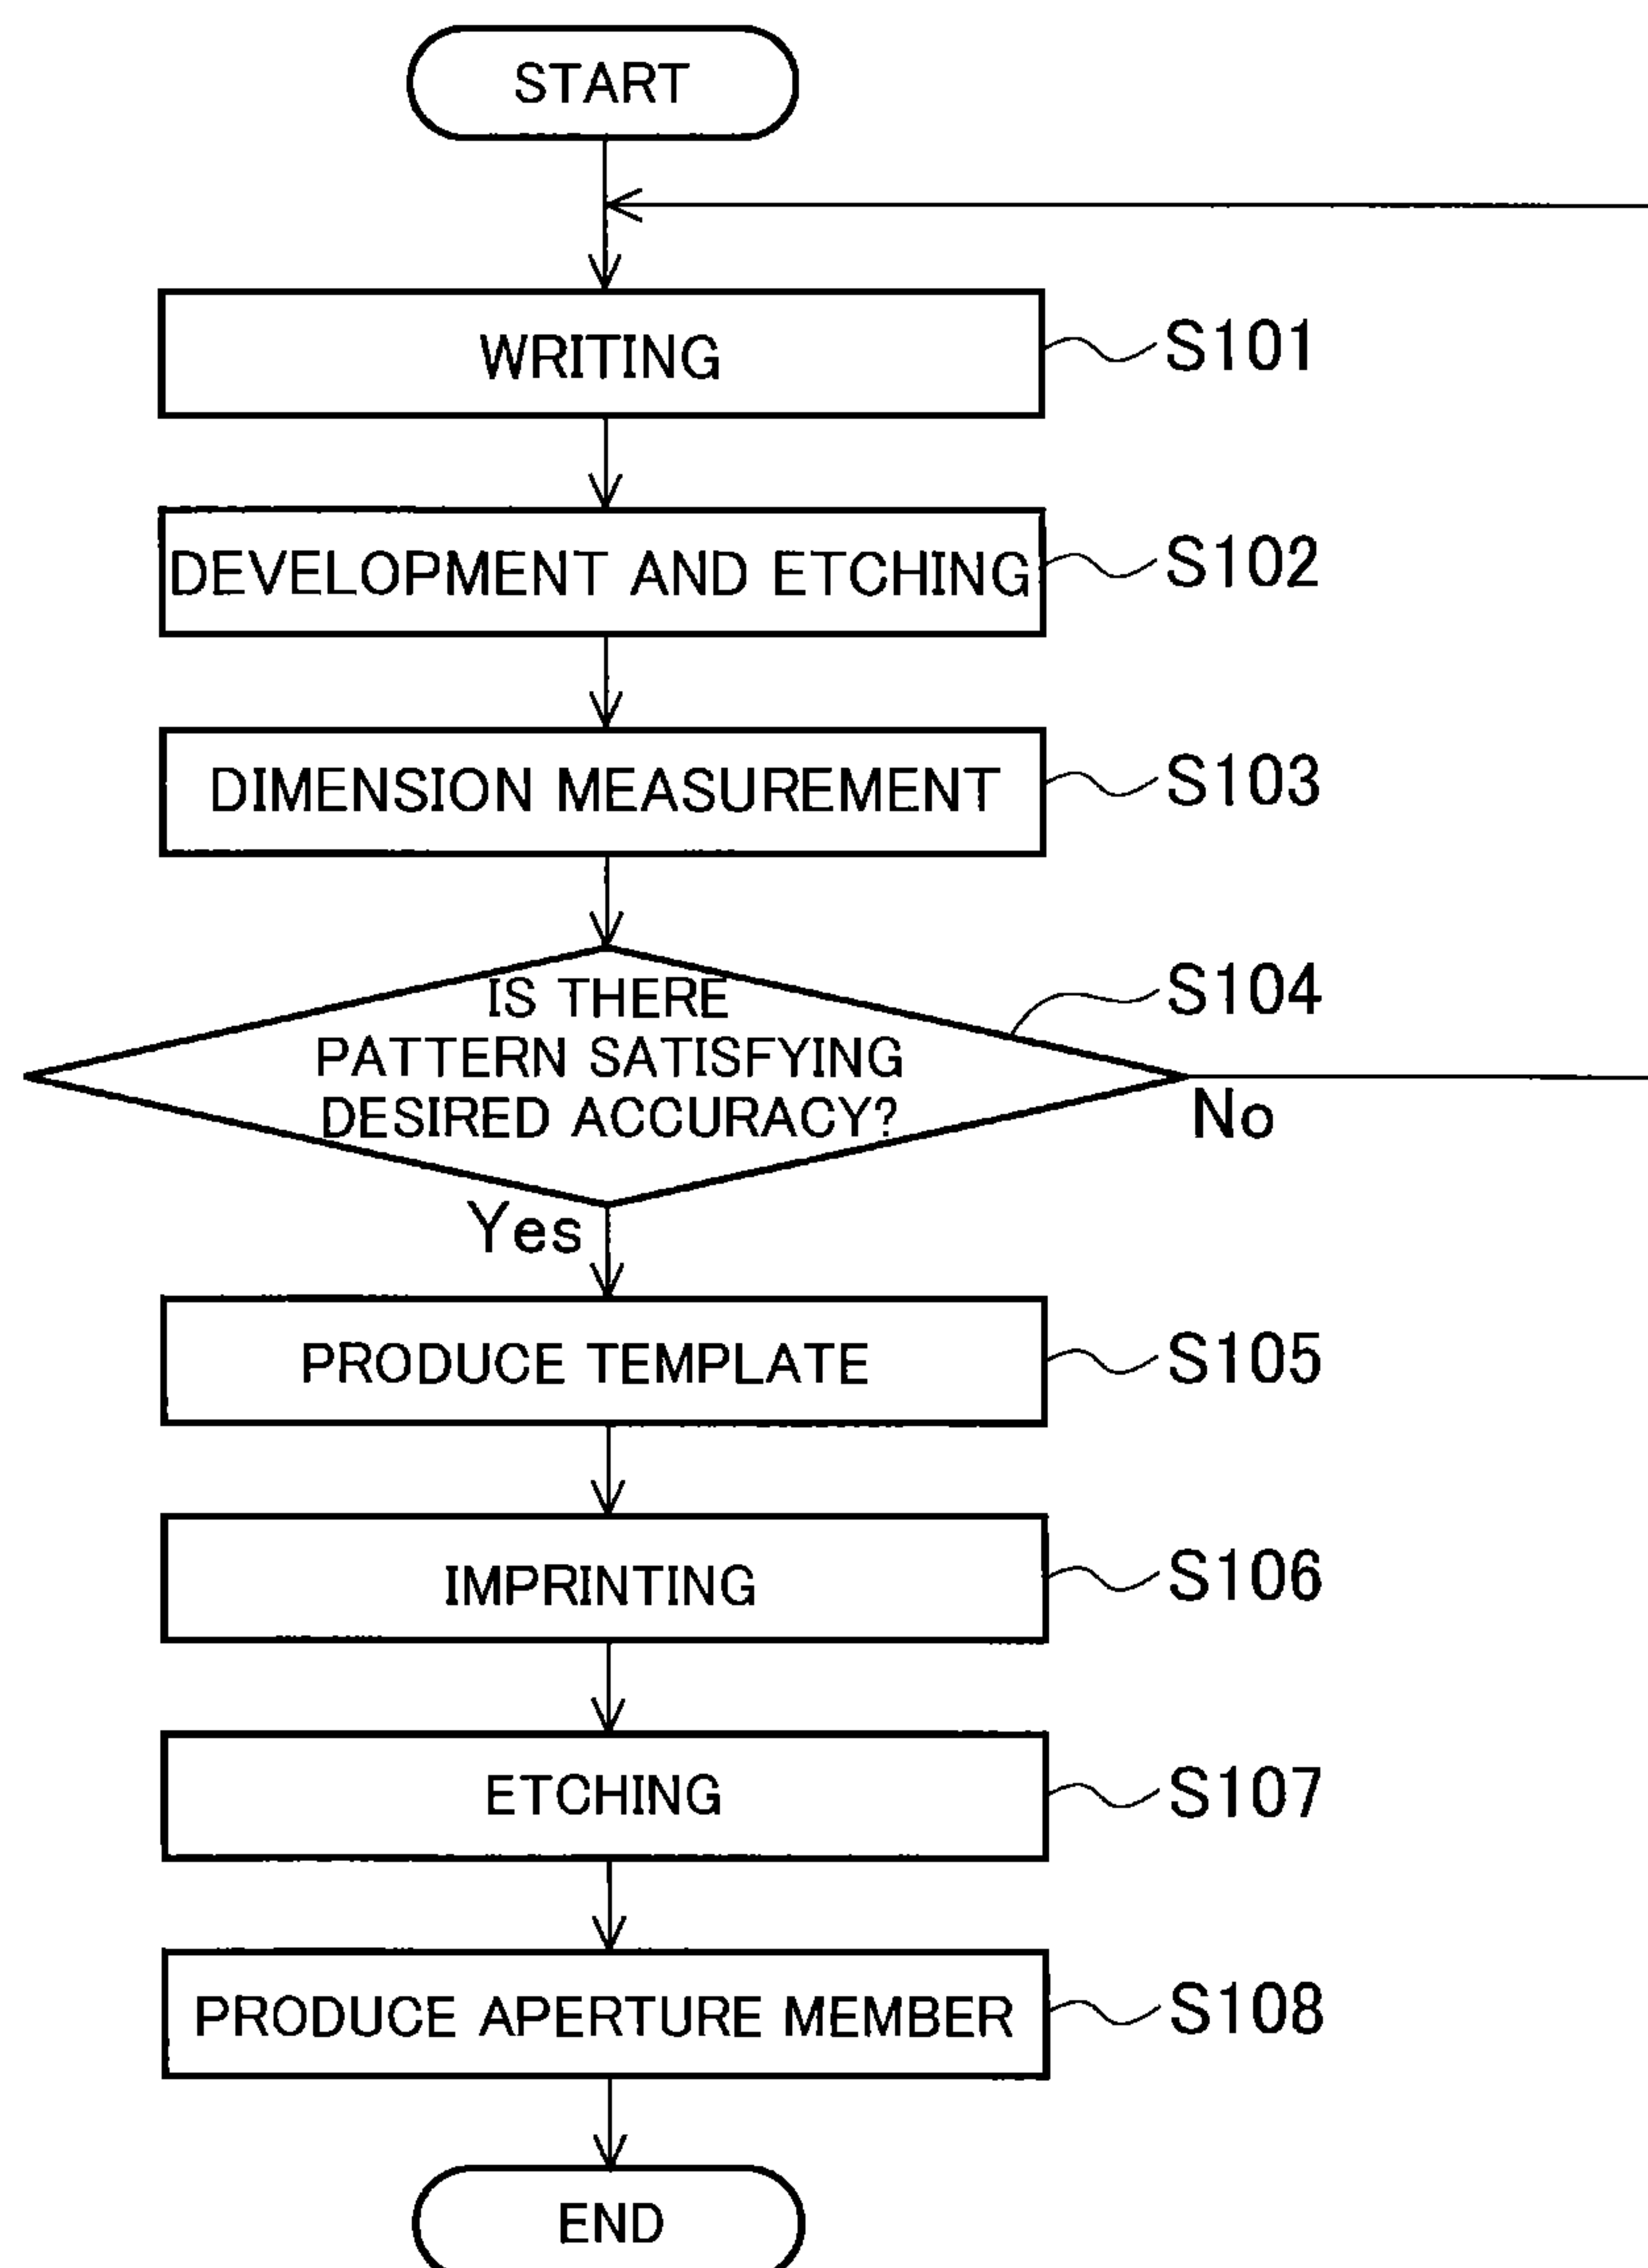 START
WRITING
S101
DEVELOPMENT AND ETCHING
S102
DIMENSION MEASUREMENT
S103
IS THERE
PATTERN SATISFYING
DESIRED ACCURACY?
S104
No
Yes
PRODUCE TEMPLATE
S105
IMPRINTING
S106
ETCHING
S107
PRODUCE APERTURE MEMBER
S108
END